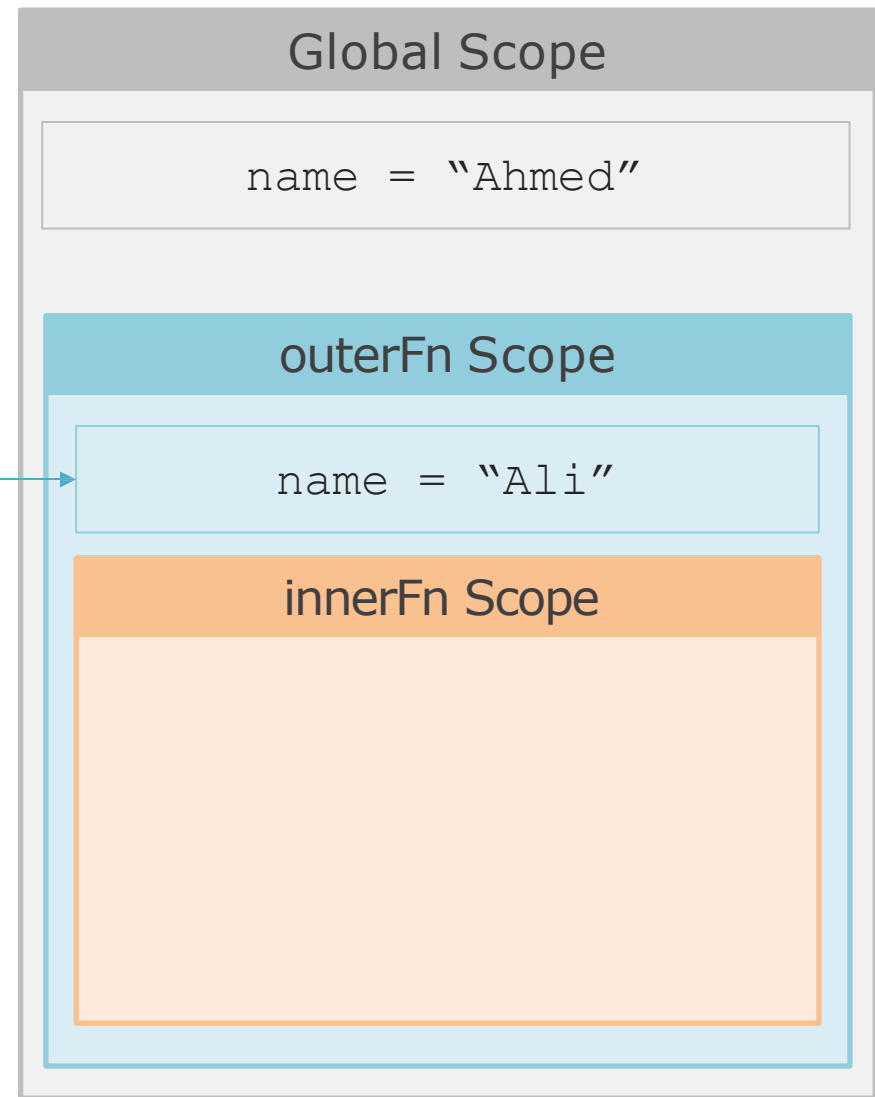 Global Scope
name = “Ahmed”
outerFn Scope
name = “Ali”
innerFn Scope